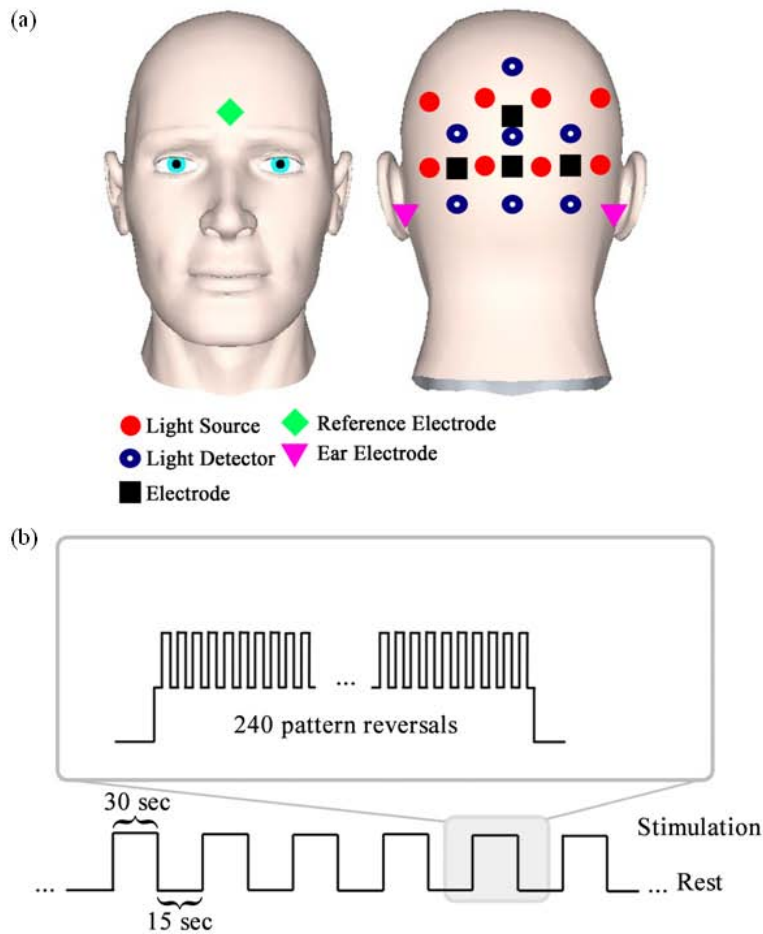 (a)
Light Source
Reference Electrode
Light Detector
Ear Electrode
Electrode
(b)
...
240 pattern reversals
30 sec
Stimulation
...
... Rest
15 sec